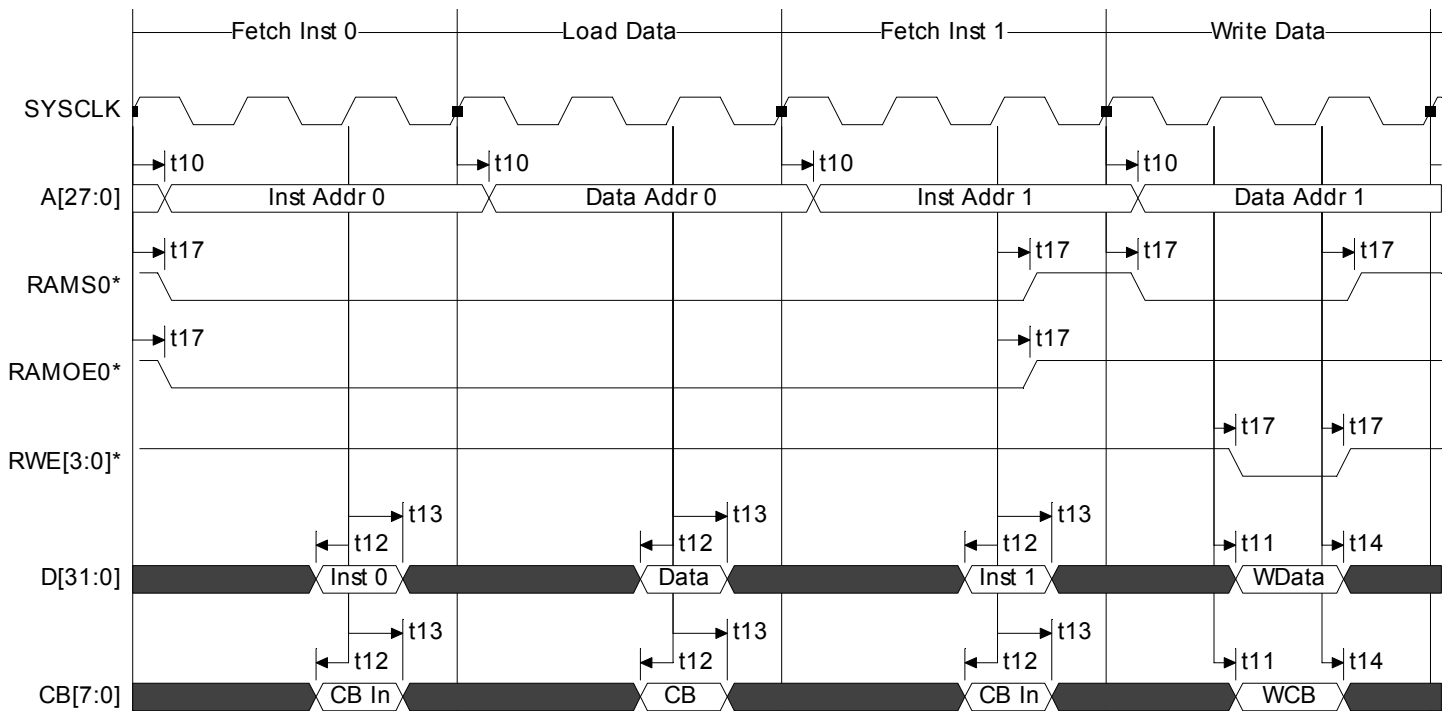 Fetch Inst 0 Load Data Fetch Inst 1 Write Data
SYSCLK
t10 t10 t10 t10
A[27:0] Inst Addr 0 Data Addr 0 Inst Addr 1 Data Addr 1
t17 t17 t17 t17
RAMS0*
t17 t17
RAMOE0*
t17 t17
RWE[3:0]*
t13 t13 t13
t12 t12 t12 t11 t14
D[31:0] Inst 0 Data Inst 1 WData
t13 t13 t13
t12 t12 t12 t11 t14
CB[7:0] CB In CB CB In WCB